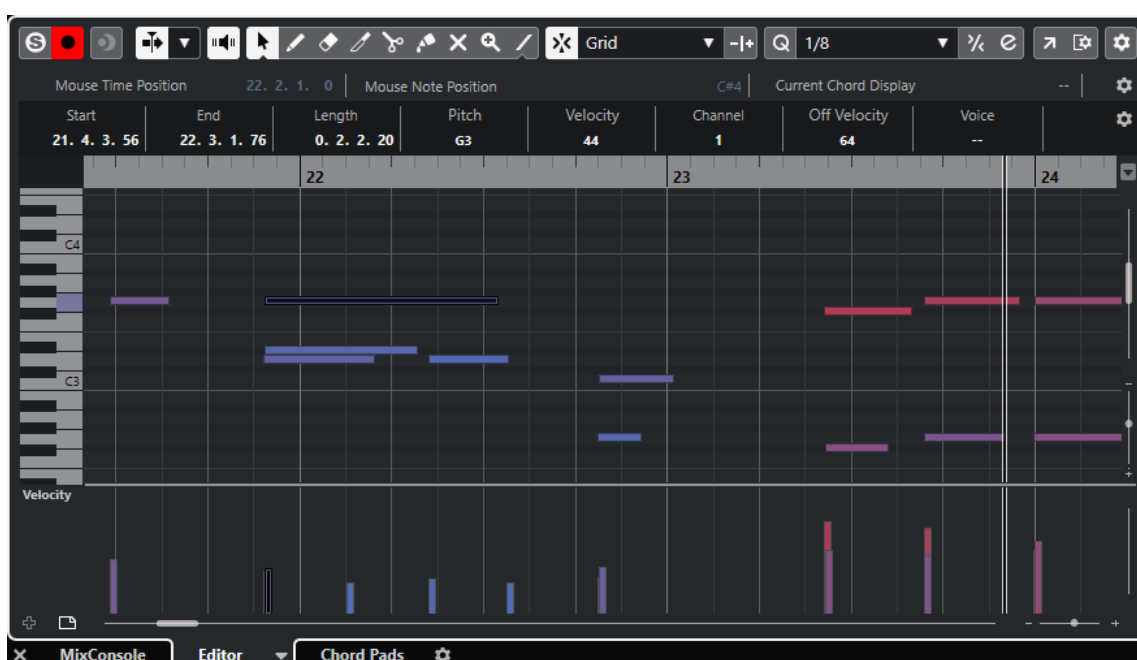 S Grid Q 1/8 e
Mouse Time Position 22. 2. 1. 0 Mouse Note Position C#4 Current Chord Display --
Start End Length Pitch Velocity Channel Off Velocity Voice
21. 4. 3. 56 22. 3. 1. 76 0. 2. 2. 20 G3 44 1 64 --
22 23 24
C4
C3
Velocity
MixConsole Editor Chord Pads